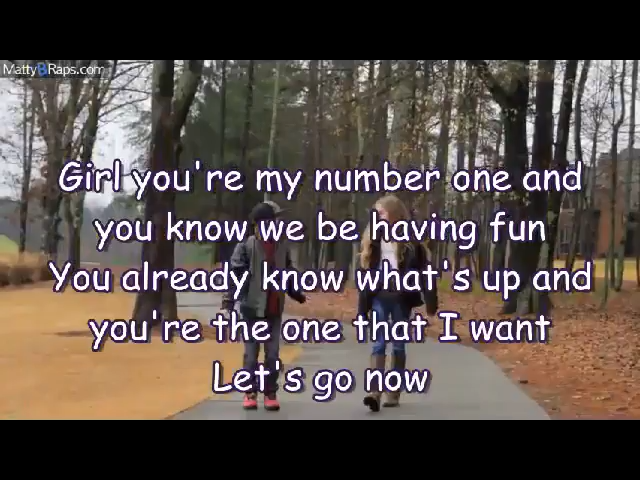 MattyBRaps.com
Girl you're my number one and
you know we be having fun
You already know what's up and
you're the one that I want
Let's go now